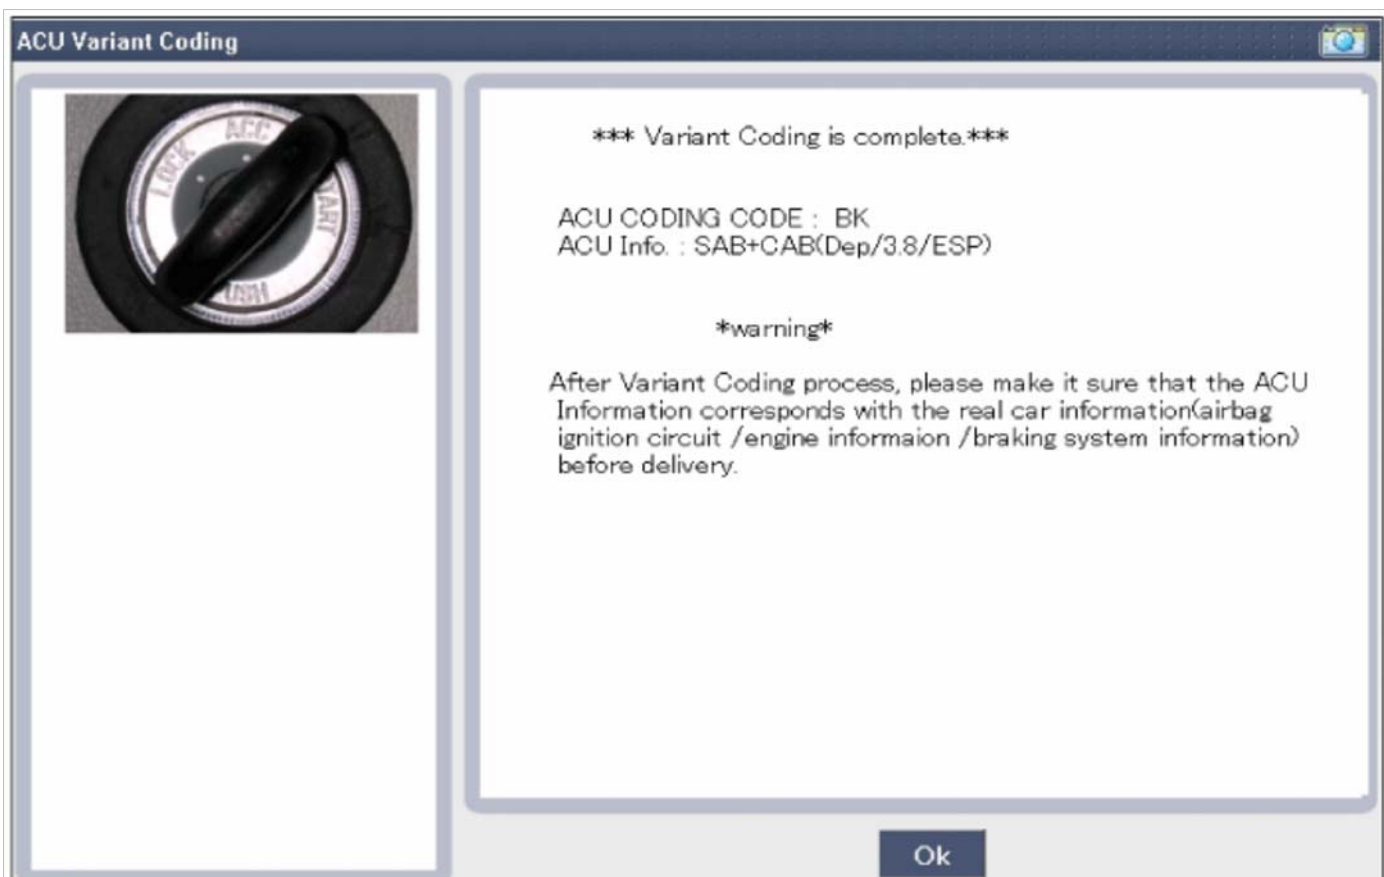 ACU Variant Coding
ACC
LOCK
START
PUSH
*** Variant Coding is complete.***
ACU CODING CODE : BK
ACU Info. : SAB+CAB(Dep/3.8/ESP)
*warning*
After Variant Coding process, please make it sure that the ACU
Information corresponds with the real car information(airbag
ignition circuit /engine informaion /braking system information)
before delivery.
Ok